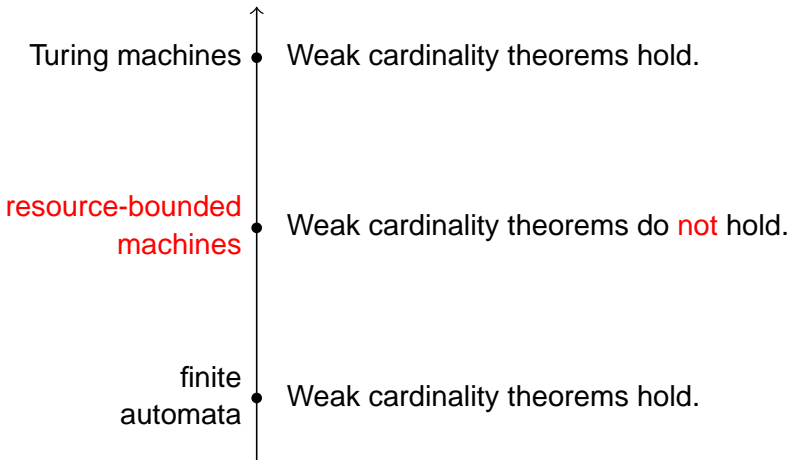 Turing machines Weak cardinality theorems hold.
resource-bounded
machines Weak cardinality theorems do not hold.
finite
automata Weak cardinality theorems hold.